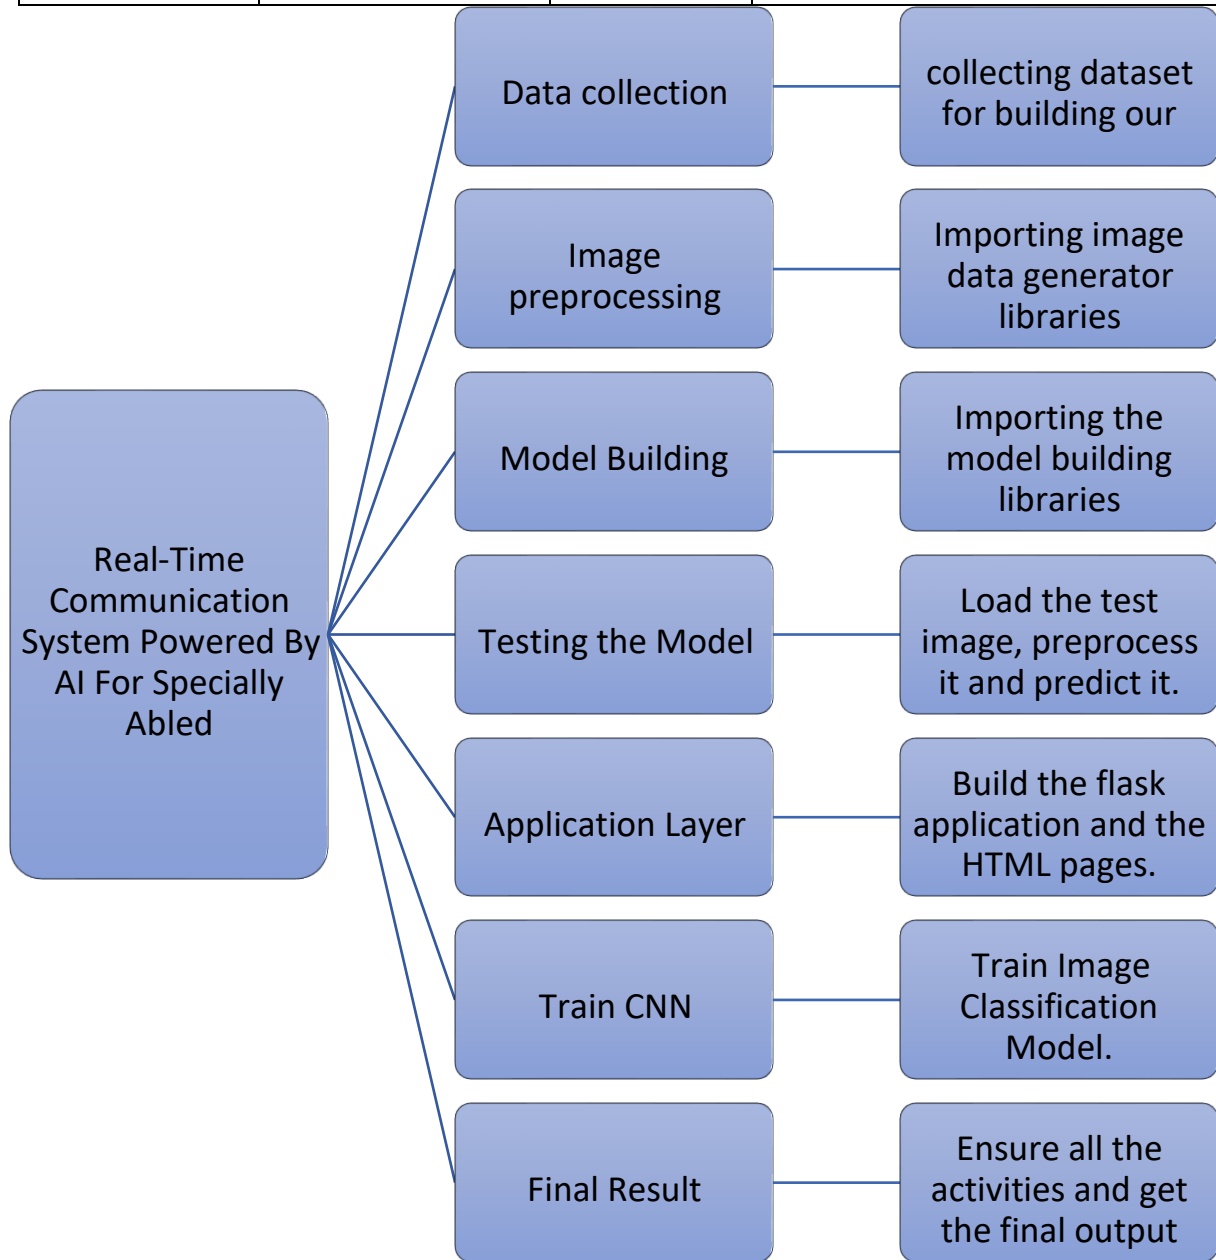 Real-Time
Communication
System Powered By
AI For Specially
Abled
Data collection
collecting dataset
for building our
Image
preprocessing
Importing image
data generator
libraries
Model Building
Importing the
model building
libraries
Testing the Model
Load the test
image, preprocess
it and predict it.
Application Layer
Build the flask
application and the
HTML pages.
Train CNN
Train Image
Classification
Model.
Final Result
Ensure all the
activities and get
the final output